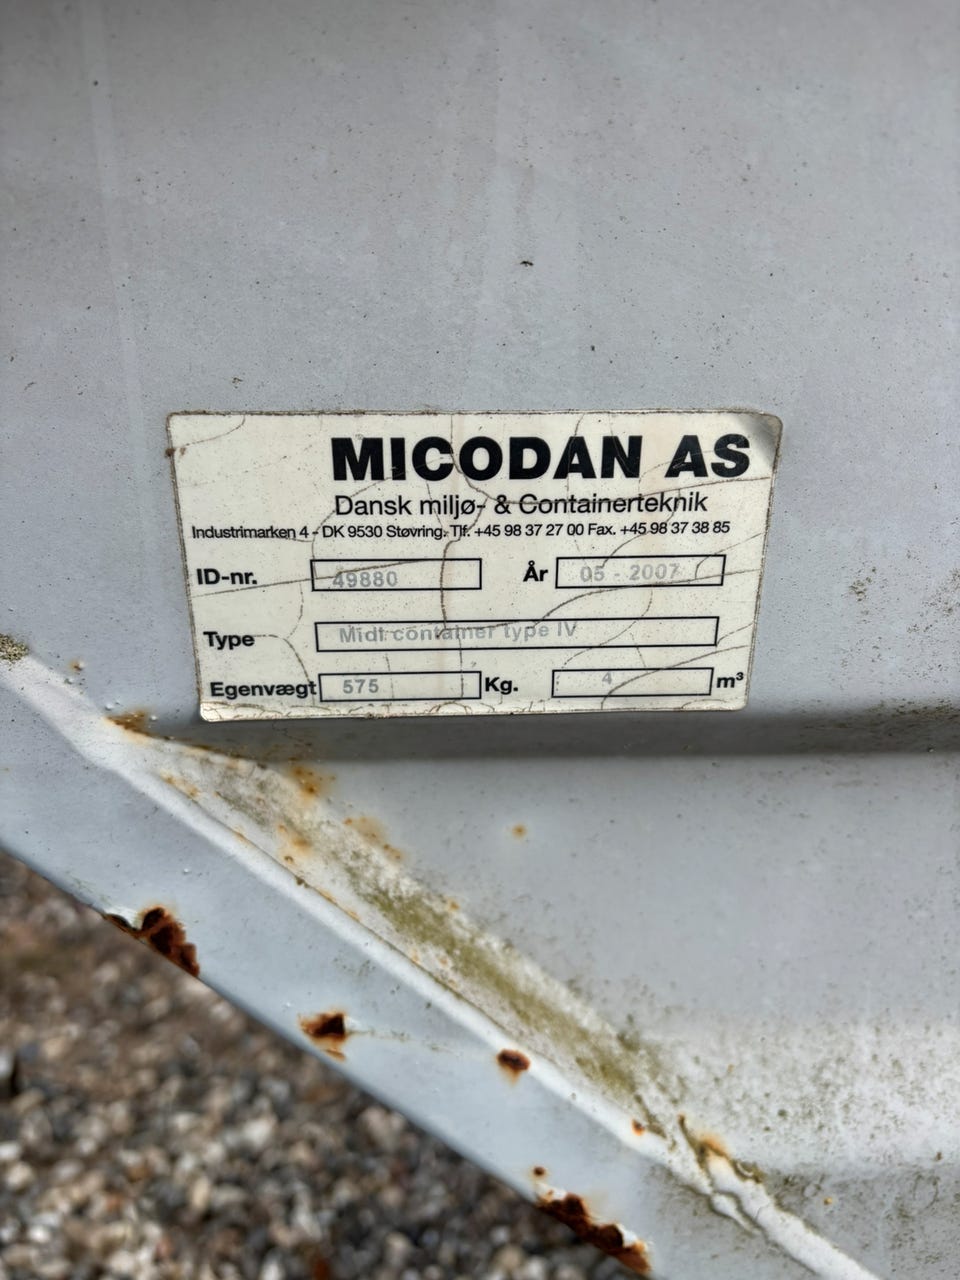 MICODAN AS
Dansk miljø- & Containerteknik
Industrimarken 4 - DK 9530 Støvring. Tlf. +45 98 37 27 00 Fax. +45 98 37 38 85
ID-nr. 49880 År 05 - 2007
Type Midi container type IV
Egenvægt 575 Kg. 4 m³